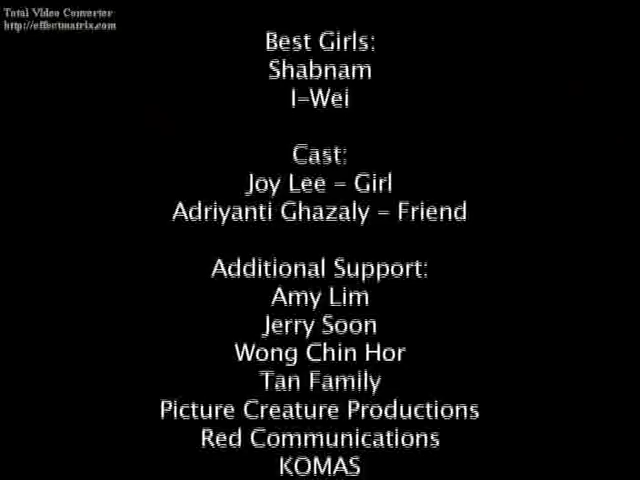 Total Video Converter
http://effectmatrix.com
Best Girls:
Shabnam
I-Wei
Cast:
Joy Lee - Girl
Adriyanti Ghazaly - Friend
Additional Support:
Amy Lim
Jerry Soon
Wong Chin Hor
Tan Family
Picture Creature Productions
Red Communications
KOMAS